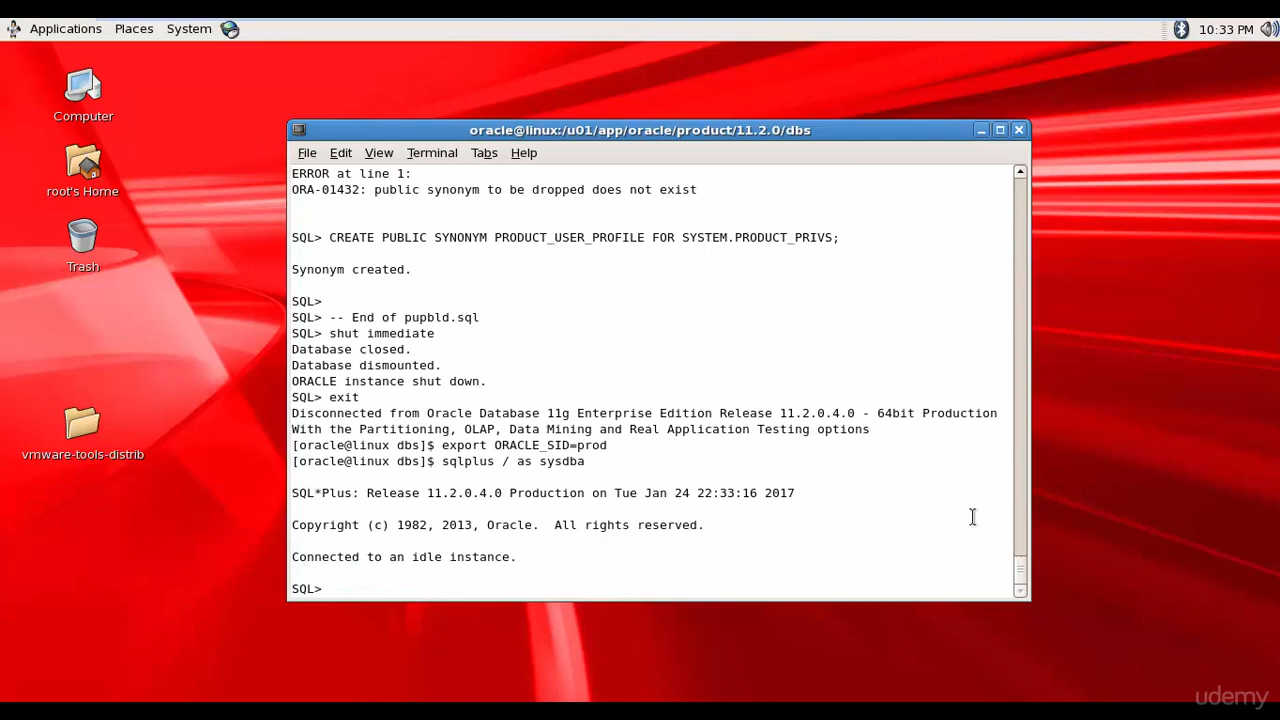 Applications Places System 10:33 PM
Computer
root's Home
Trash
vmware-tools-distrib
oracle@linux:/u01/app/oracle/product/11.2.0/dbs
File Edit View Terminal Tabs Help
ERROR at line 1:
ORA-01432: public synonym to be dropped does not exist
SQL> CREATE PUBLIC SYNONYM PRODUCT_USER_PROFILE FOR SYSTEM.PRODUCT_PRIVS;
Synonym created.
SQL>
SQL> -- End of pupbld.sql
SQL> shut immediate
Database closed.
Database dismounted.
ORACLE instance shut down.
SQL> exit
Disconnected from Oracle Database 11g Enterprise Edition Release 11.2.0.4.0 - 64bit Production
With the Partitioning, OLAP, Data Mining and Real Application Testing options
[oracle@linux dbs]$ export ORACLE_SID=prod
[oracle@linux dbs]$ sqlplus / as sysdba
SQL*Plus: Release 11.2.0.4.0 Production on Tue Jan 24 22:33:16 2017
Copyright (c) 1982, 2013, Oracle.  All rights reserved.
Connected to an idle instance.
SQL>
udemy